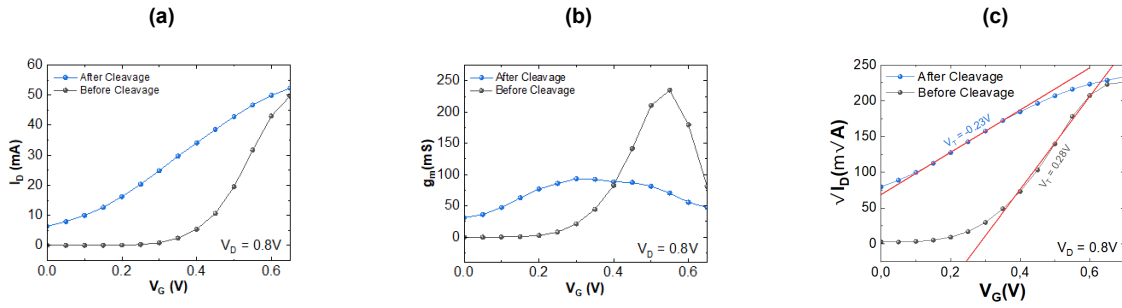 (a)
60
50
40
30
20
10
0
I_D (mA)
After Cleavage
Before Cleavage
V_D = 0.8V
0.0 0.2 0.4 0.6
V_G (V)
(b)
250
200
150
100
50
0
g_m(mS)
After Cleavage
Before Cleavage
V_D = 0.8V
0.0 0.2 0.4 0.6
V_G (V)
(c)
250
200
150
100
50
0
√I_D(m√A)
After Cleavage
Before Cleavage
V_T = -0.23V
V_T = 0.28V
V_D = 0.8V
0,0 0,2 0,4 0,6
V_G(V)